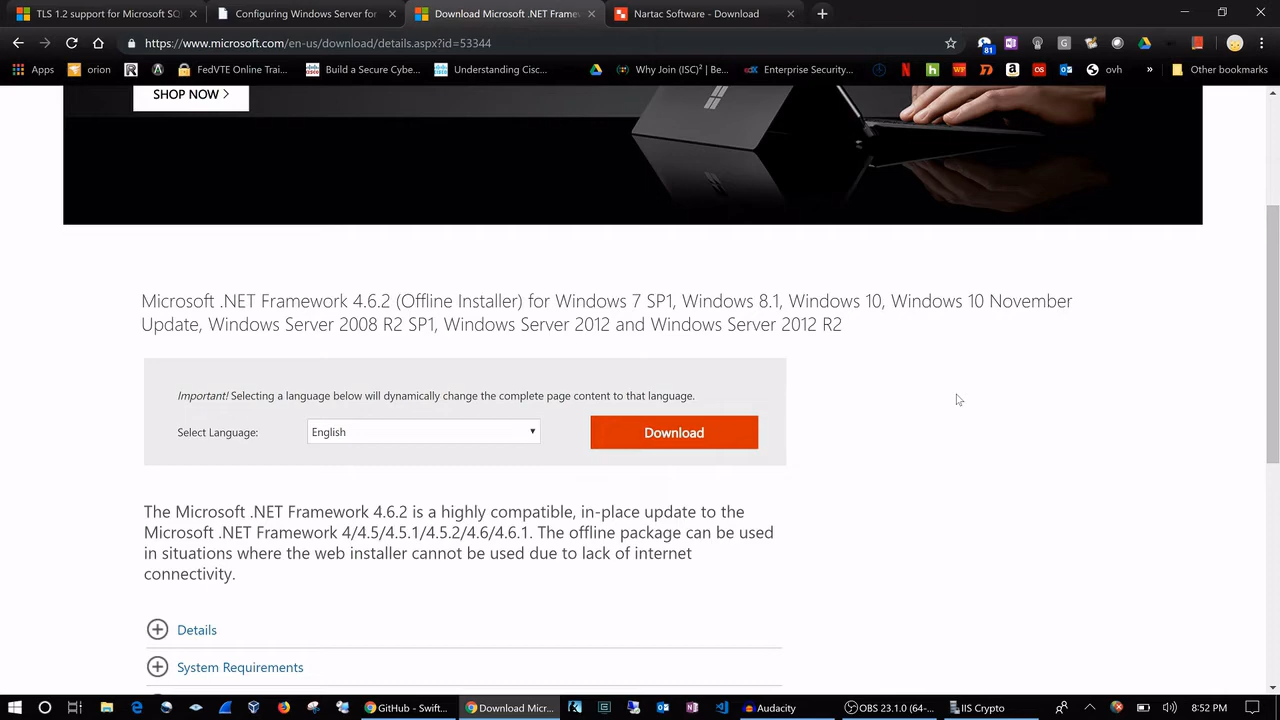 TLS 1.2 support for Microsoft SQ
Configuring Windows Server for
Download Microsoft .NET Framew
Nartac Software - Download
https://www.microsoft.com/en-us/download/details.aspx?id=53344
81
Apps
orion
FedVTE Online Trai...
Build a Secure Cybe...
Understanding Cisc...
Why Join (ISC)² | Be...
Enterprise Security...
ovh
Other bookmarks
SHOP NOW
Microsoft .NET Framework 4.6.2 (Offline Installer) for Windows 7 SP1, Windows 8.1, Windows 10, Windows 10 November
Update, Windows Server 2008 R2 SP1, Windows Server 2012 and Windows Server 2012 R2
Important! Selecting a language below will dynamically change the complete page content to that language.
Select Language:
English
Download
The Microsoft .NET Framework 4.6.2 is a highly compatible, in-place update to the
Microsoft .NET Framework 4/4.5/4.5.1/4.5.2/4.6/4.6.1. The offline package can be used
in situations where the web installer cannot be used due to lack of internet
connectivity.
Details
System Requirements
GitHub - Swift...
Download Micr...
Audacity
OBS 23.1.0 (64-...
IIS Crypto
8:52 PM